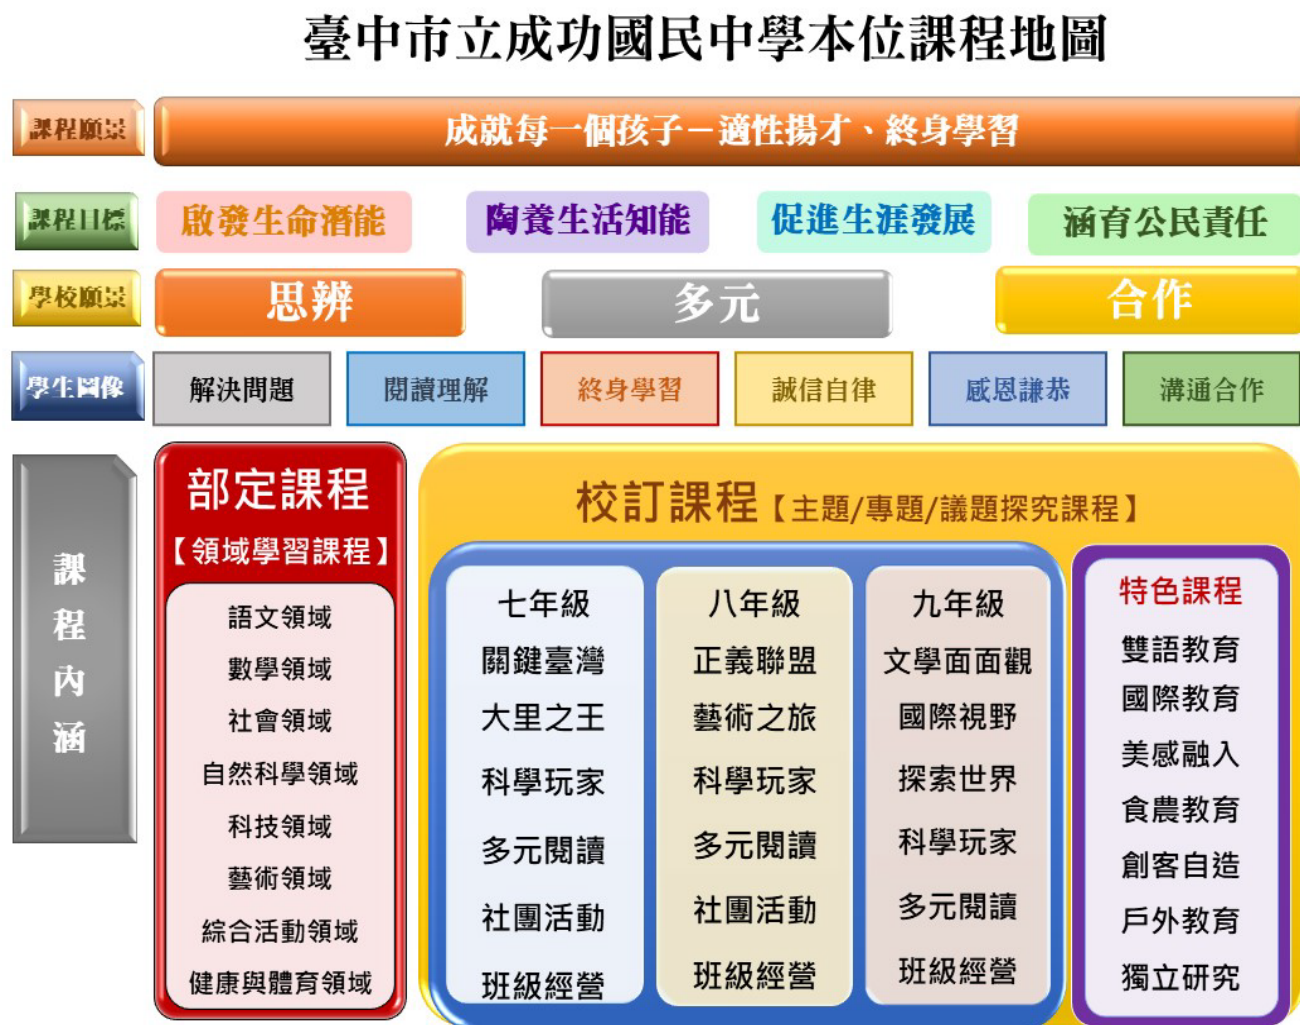 臺中市立成功國民中學本位課程地圖
課程願景
成就每一個孩子－適性揚才、終身學習
課程目標
啟發生命潛能
陶養生活知能
促進生涯發展
涵育公民責任
學校願景
思辨
多元
合作
學生圖像
解決問題
閱讀理解
終身學習
誠信自律
感恩謙恭
溝通合作
課程內涵
部定課程
【領域學習課程】
語文領域
數學領域
社會領域
自然科學領域
科技領域
藝術領域
綜合活動領域
健康與體育領域
校訂課程【主題/專題/議題探究課程】
七年級
關鍵臺灣
大里之王
科學玩家
多元閱讀
社團活動
班級經營
八年級
正義聯盟
藝術之旅
科學玩家
多元閱讀
社團活動
班級經營
九年級
文學面面觀
國際視野
探索世界
科學玩家
多元閱讀
班級經營
特色課程
雙語教育
國際教育
美感融入
食農教育
創客自造
戶外教育
獨立研究